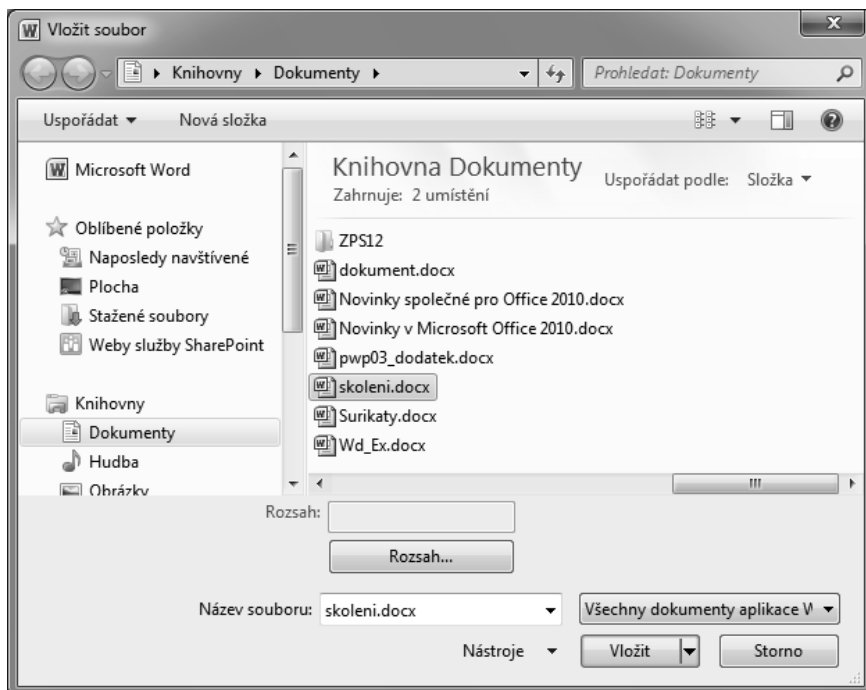 Vložit soubor
Knihovny Dokumenty Prohledat: Dokumenty
Uspořádat Nová složka
Microsoft Word
Oblíbené položky
Naposledy navštívené
Plocha
Stažené soubory
Weby služby SharePoint
Knihovny
Dokumenty
Hudba
Obrázky
Knihovna Dokumenty
Zahrnuje: 2 umístění
Uspořádat podle: Složka
ZPS12
dokument.docx
Novinky společné pro Office 2010.docx
Novinky v Microsoft Office 2010.docx
pwp03_dodatek.docx
skoleni.docx
Surikaty.docx
Wd_Ex.docx
Rozsah:
Rozsah...
Název souboru: skoleni.docx Všechny dokumenty aplikace W
Nástroje Vložit Storno